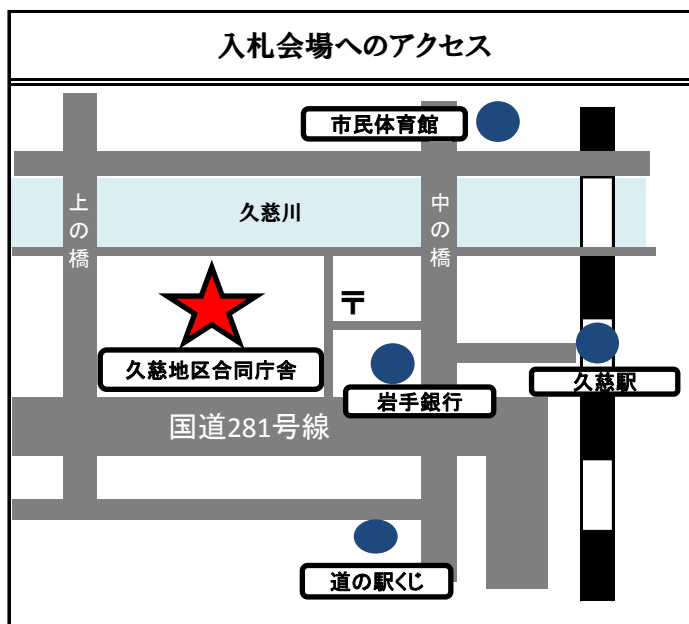 入札会場へのアクセス
市民体育館
上の橋
久慈川
中の橋
〒
久慈地区合同庁舎
久慈駅
岩手銀行
国道281号線
道の駅くじ